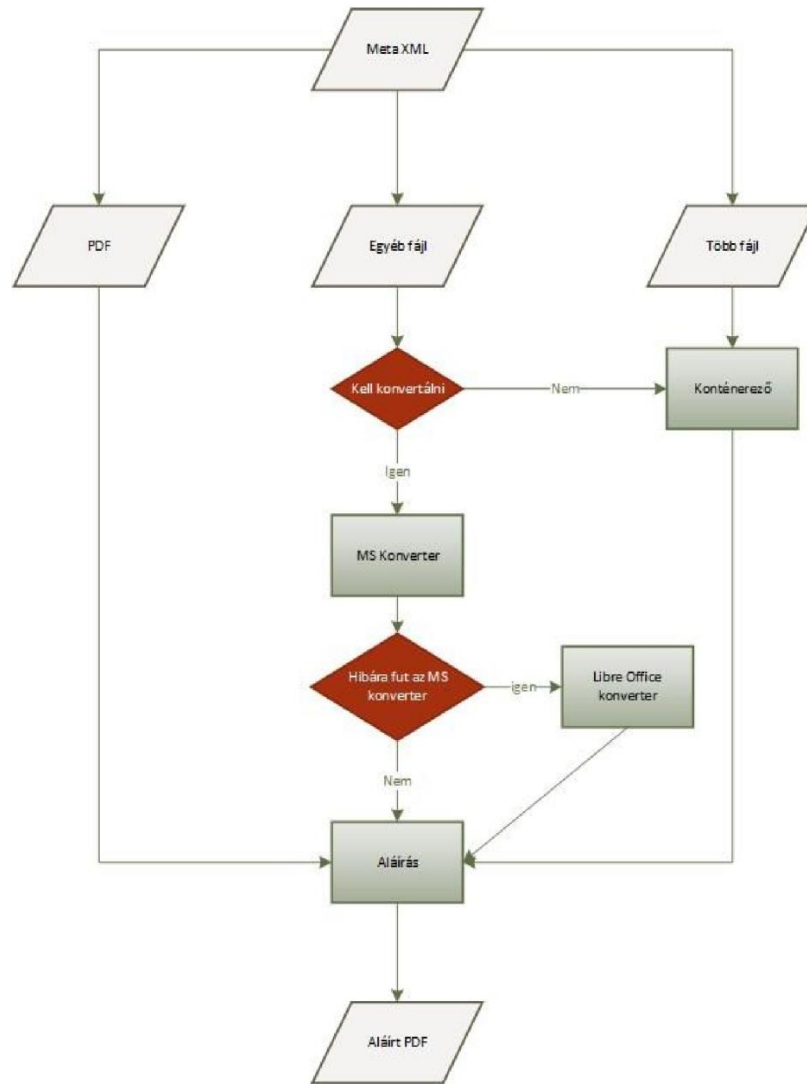 Meta XML
PDF
Egyéb fájl
Több fájl
Kell konvertálni
Nem
Konténerező
Igen
MS Konverter
Hibára fut az MS
konverter
igen
Libre Office
konverter
Nem
Aláírás
Aláírt PDF